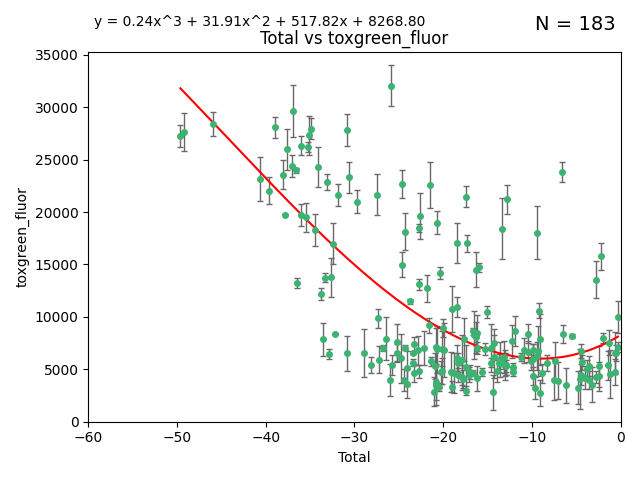 y = 0.24x^3 + 31.91x^2 + 517.82x + 8268.80
N = 183
Total vs toxgreen_fluor
35000
30000
25000
20000
15000
10000
5000
0
toxgreen_fluor
−60 −50 −40 −30 −20 −10 0
Total